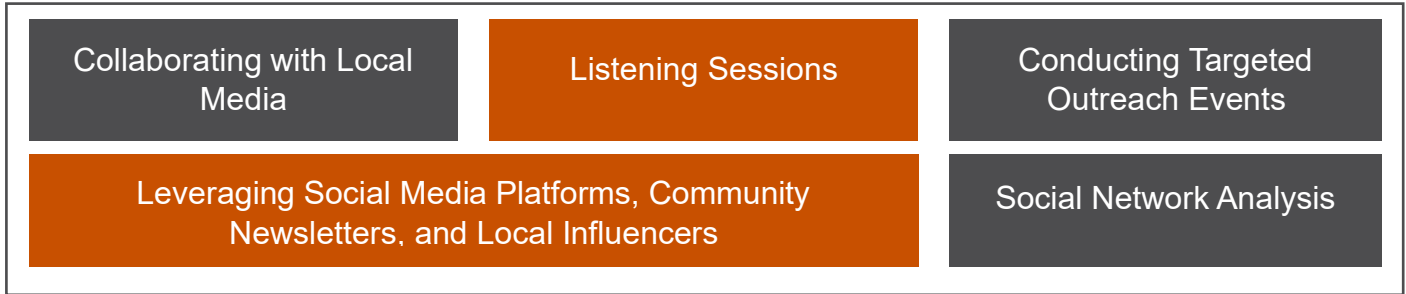 Collaborating with Local
Media
Listening Sessions
Conducting Targeted
Outreach Events
Leveraging Social Media Platforms, Community
Newsletters, and Local Influencers
Social Network Analysis